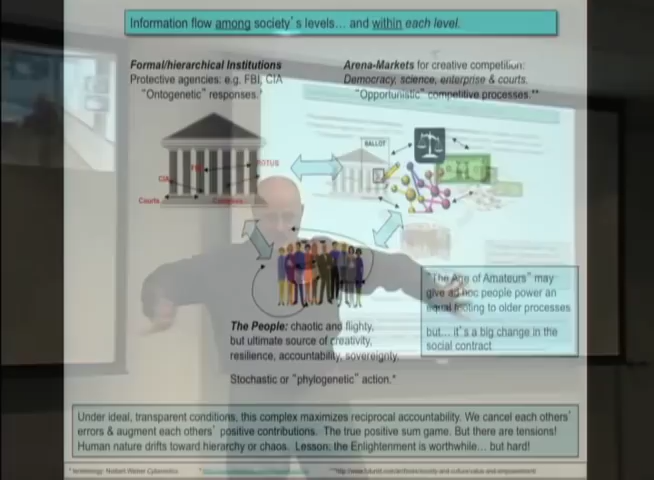 Information flow among society's levels... and within each level.
Formal/hierarchical Institutions
Protective agencies: e.g. FBI, CIA
"Ontogenetic" responses.*
Arena-Markets for creative competition:
Democracy, science, enterprise & courts.
"Opportunistic" competitive processes.**
BALLOT
POTUS
CIA
Courts
The People: chaotic and flighty,
but ultimate source of creativity,
resilience, accountability, sovereignty.
Stochastic or "phylogenetic" action.*
"The Age of Amateurs" may
give ad hoc people power an
equal footing to older processes
but... it's a big change in the
social contract
Under ideal, transparent conditions, this complex maximizes reciprocal accountability. We cancel each others'
errors & augment each others' positive contributions. The true positive sum game. But there are tensions!
Human nature drifts toward hierarchy or chaos. Lesson: the Enlightenment is worthwhile... but hard!